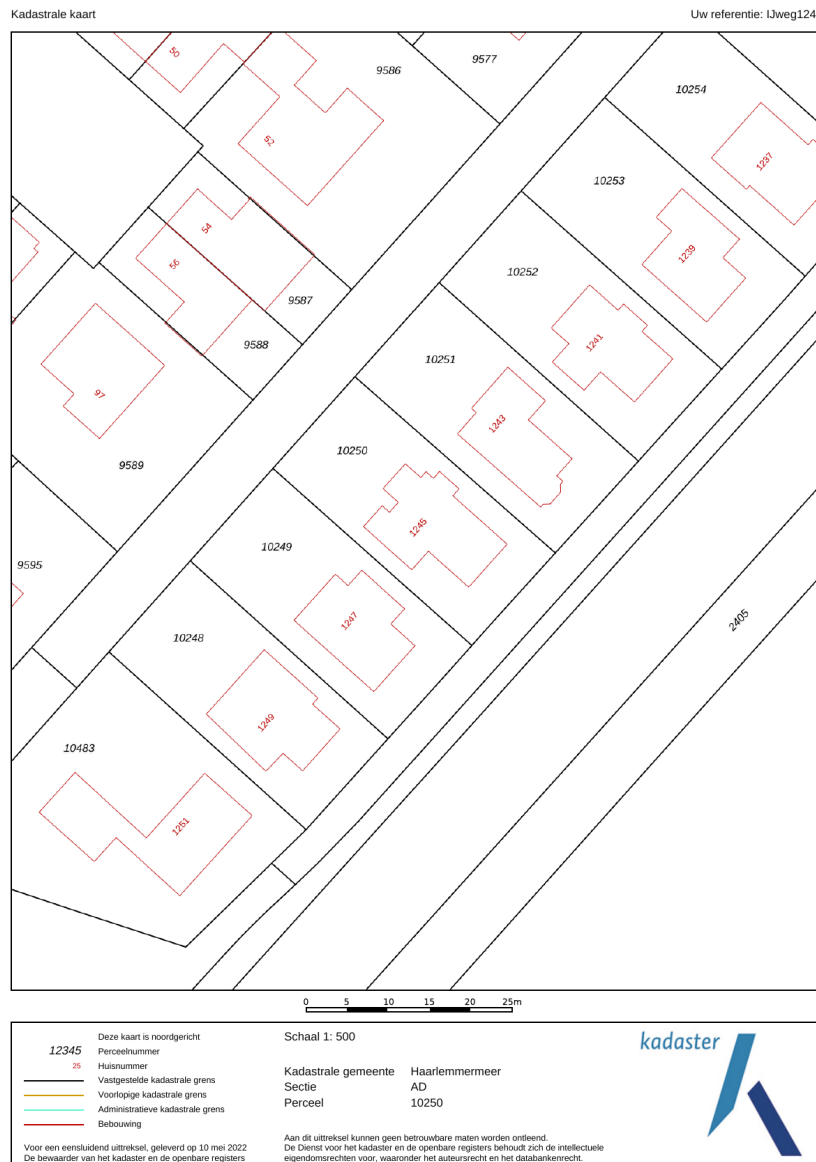 Kadastrale kaart
Uw referentie: IJweg124
50
9586
9577
10254
52
1237
10253
54
1239
56
10252
9587
1241
9588
10251
97
1243
10250
9589
1245
10249
9595
1247
2405
10248
1249
10483
1251
0 5 10 15 20 25m
Deze kaart is noordgericht
12345 Perceelnummer
25 Huisnummer
Vastgestelde kadastrale grens
Voorlopige kadastrale grens
Administratieve kadastrale grens
Bebouwing
Voor een eensluidend uittreksel, geleverd op 10 mei 2022
De bewaarder van het kadaster en de openbare registers
Schaal 1: 500
Kadastrale gemeente Haarlemmermeer
Sectie AD
Perceel 10250
Aan dit uittreksel kunnen geen betrouwbare maten worden ontleend.
De Dienst voor het kadaster en de openbare registers behoudt zich de intellectuele
eigendomsrechten voor, waaronder het auteursrecht en het databankenrecht.
kadaster